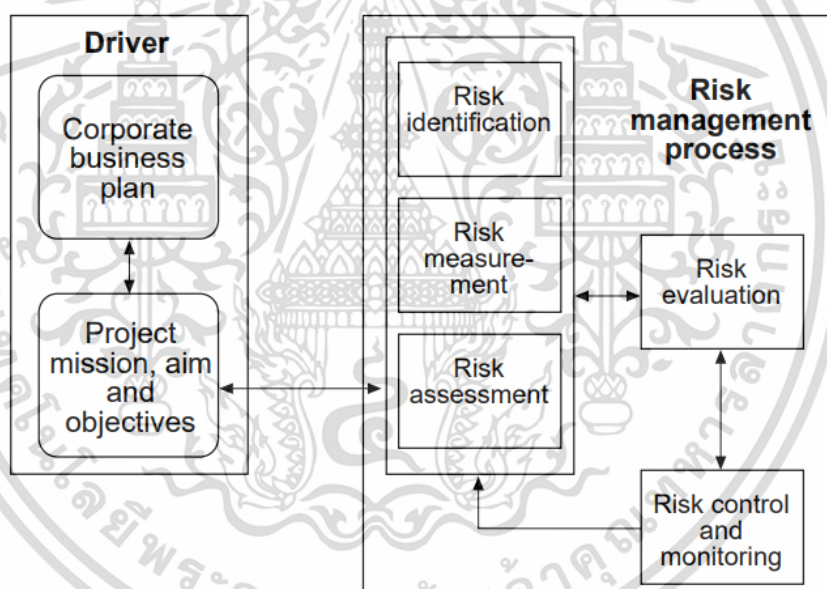 Driver
Corporate
business
plan
Project
mission, aim
and
objectives
Risk
identification
Risk
measure-
ment
Risk
assessment
Risk
management
process
Risk
evaluation
Risk control
and
monitoring